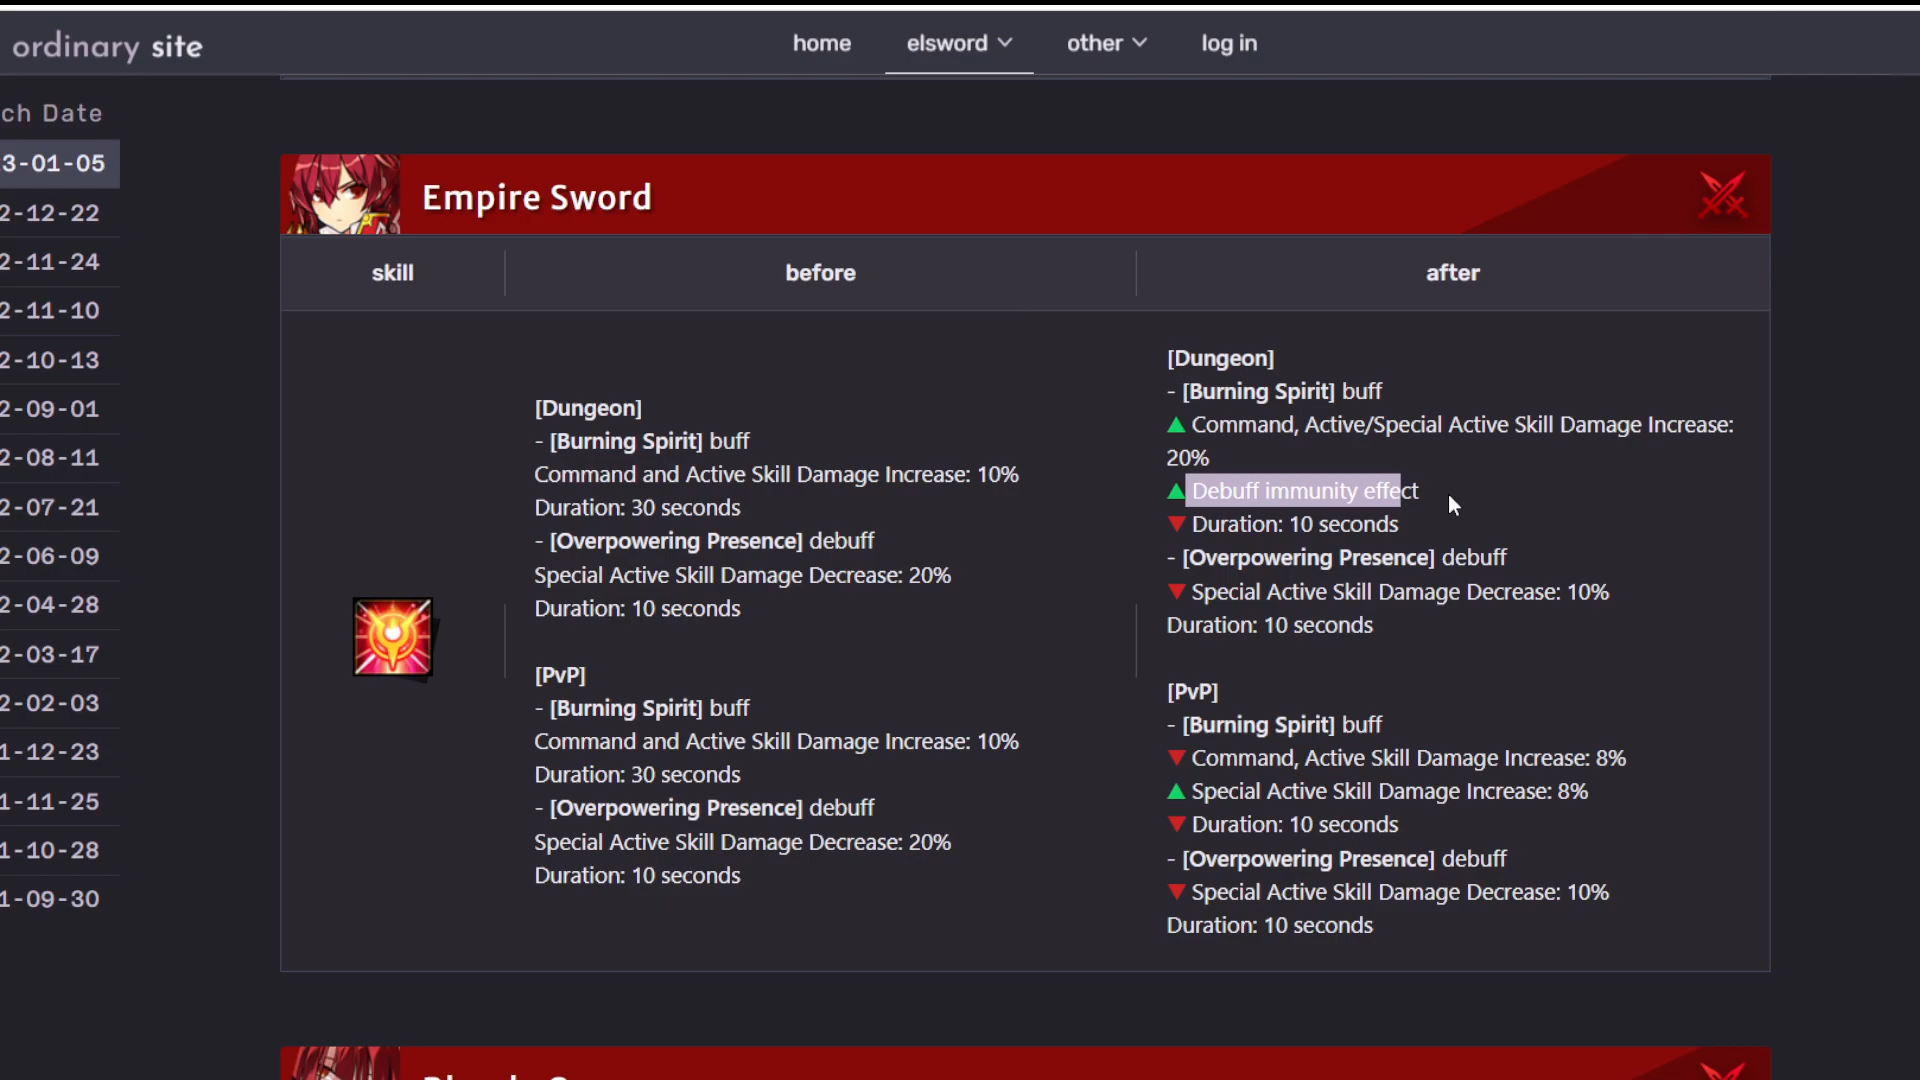 ordinary site
home
elsword
other
log in
ch Date
3-01-05
2-12-22
2-11-24
2-11-10
2-10-13
2-09-01
2-08-11
2-07-21
2-06-09
2-04-28
2-03-17
2-02-03
1-12-23
1-11-25
1-10-28
1-09-30
Empire Sword
skill
before
after
[Dungeon]
- [Burning Spirit] buff
Command and Active Skill Damage Increase: 10%
Duration: 30 seconds
- [Overpowering Presence] debuff
Special Active Skill Damage Decrease: 20%
Duration: 10 seconds
[PvP]
- [Burning Spirit] buff
Command and Active Skill Damage Increase: 10%
Duration: 30 seconds
- [Overpowering Presence] debuff
Special Active Skill Damage Decrease: 20%
Duration: 10 seconds
[Dungeon]
- [Burning Spirit] buff
▲ Command, Active/Special Active Skill Damage Increase:
20%
▲ Debuff immunity effect
▼ Duration: 10 seconds
- [Overpowering Presence] debuff
▼ Special Active Skill Damage Decrease: 10%
Duration: 10 seconds
[PvP]
- [Burning Spirit] buff
▼ Command, Active Skill Damage Increase: 8%
▲ Special Active Skill Damage Increase: 8%
▼ Duration: 10 seconds
- [Overpowering Presence] debuff
▼ Special Active Skill Damage Decrease: 10%
Duration: 10 seconds